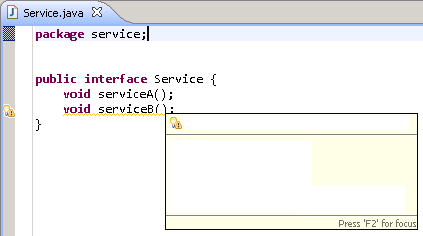 Service.java
package service;
public interface Service {
void serviceA();
void serviceB();
}
Press 'F2' for focus